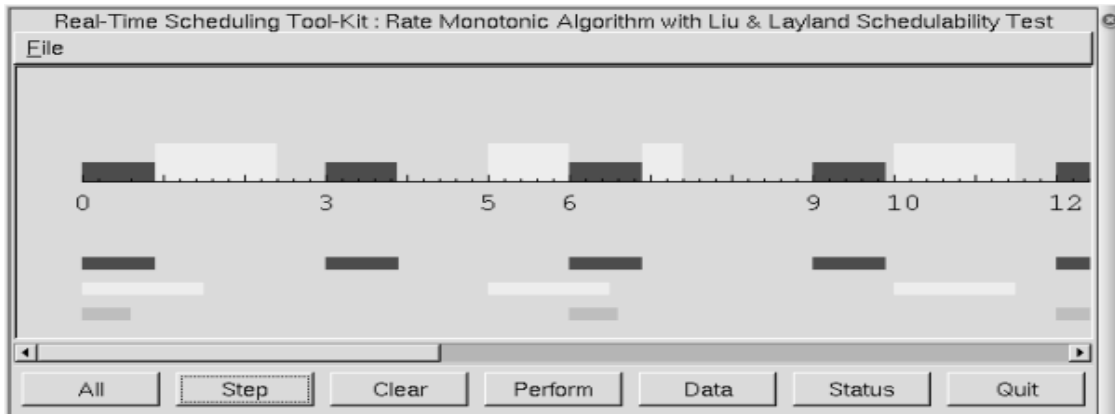 Real-Time Scheduling Tool-Kit : Rate Monotonic Algorithm with Liu & Layland Schedulability Test
File
0 3 5 6 9 10 12
All Step Clear Perform Data Status Quit